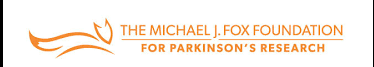 THE MICHAEL J. FOX FOUNDATION
FOR PARKINSON'S RESEARCH